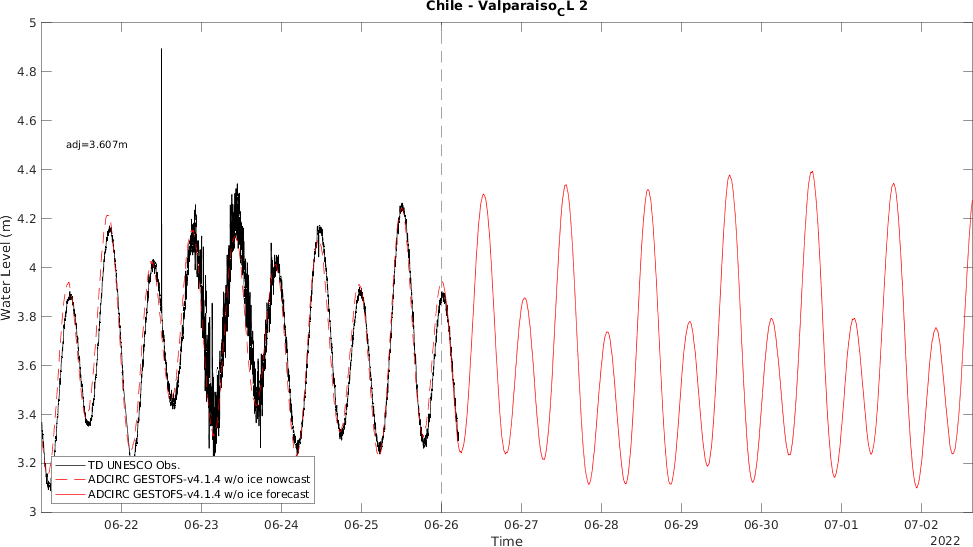 Chile - Valparaiso_CL 2
5
4.8
4.6
4.4
4.2
4
3.8
3.6
3.4
3.2
3
Water Level (m)
adj=3.607m
TD UNESCO Obs.
ADCIRC GESTOFS-v4.1.4 w/o ice nowcast
ADCIRC GESTOFS-v4.1.4 w/o ice forecast
06-22 06-23 06-24 06-25 06-26 06-27 06-28 06-29 06-30 07-01 07-02
Time
2022